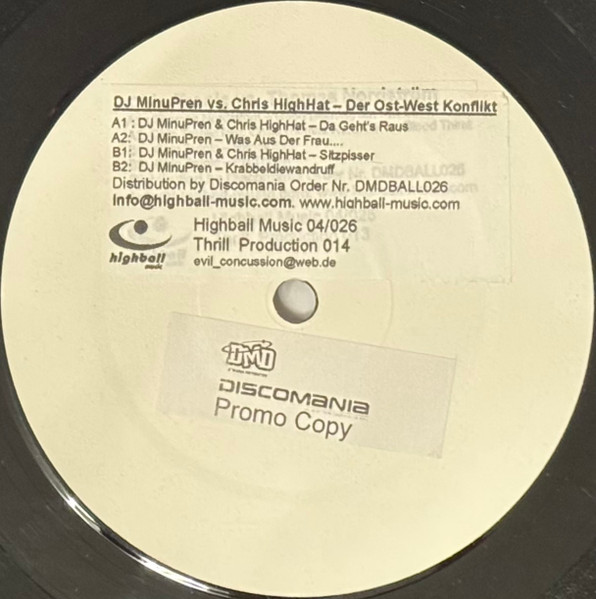 DJ MinuPren vs. Chris HighHat – Der Ost-West Konflikt
A1 : DJ MinuPren & Chris HighHat – Da Geht's Raus
A2: DJ MinuPren – Was Aus Der Frau....
B1: DJ MinuPren & Chris HighHat – Sitzpisser
B2: DJ MinuPren – Krabbeldiewandruff
Distribution by Discomania Order Nr. DMDBALL026
info@highball-music.com. www.highball-music.com
Highball Music 04/026
Thrill Production 014
evil_concussion@web.de
highball
music
DMD
DISCOMANIA
Promo Copy